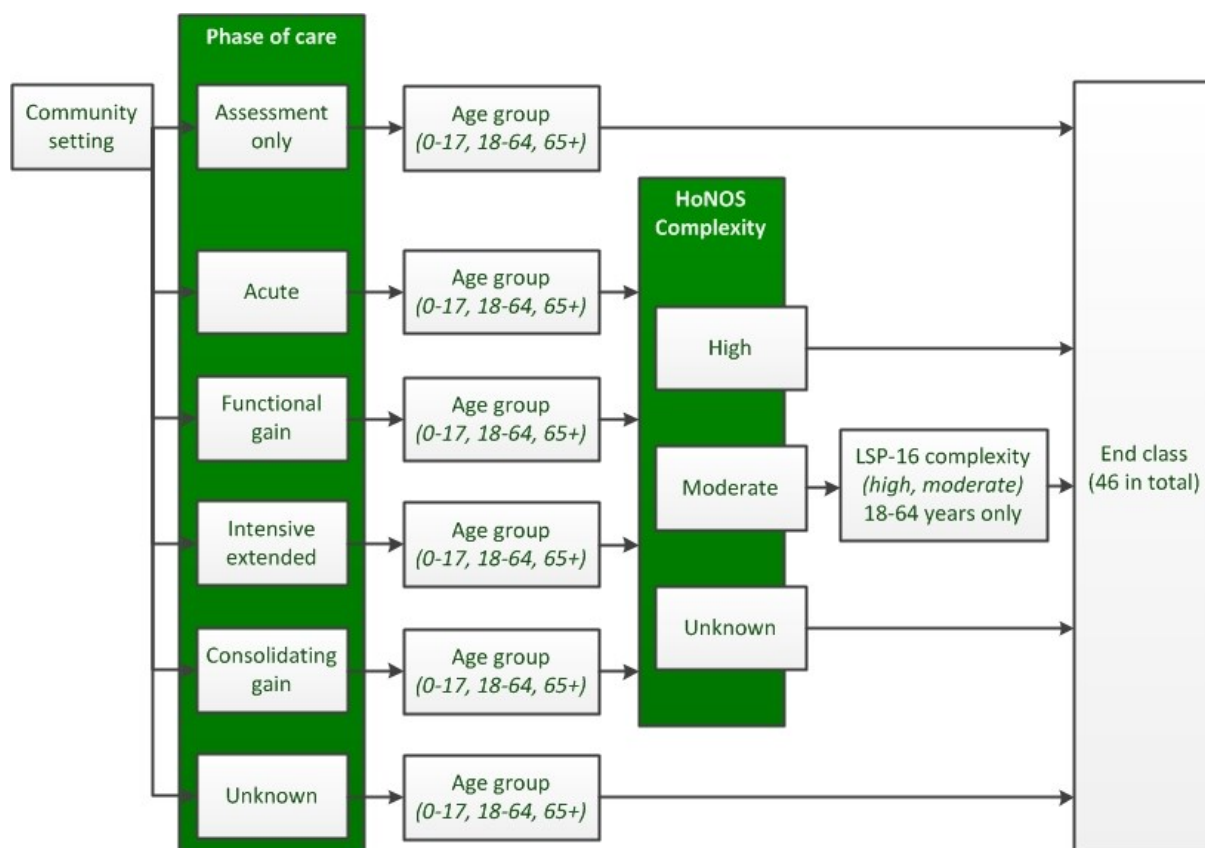 Phase of care
Community
setting
Assessment
only
Age group
(0-17, 18-64, 65+)
HoNOS
Complexity
Acute
Age group
(0-17, 18-64, 65+)
High
Functional
gain
Age group
(0-17, 18-64, 65+)
Moderate
LSP-16 complexity
(high, moderate)
18-64 years only
End class
(46 in total)
Intensive
extended
Age group
(0-17, 18-64, 65+)
Unknown
Consolidating
gain
Age group
(0-17, 18-64, 65+)
Unknown
Age group
(0-17, 18-64, 65+)